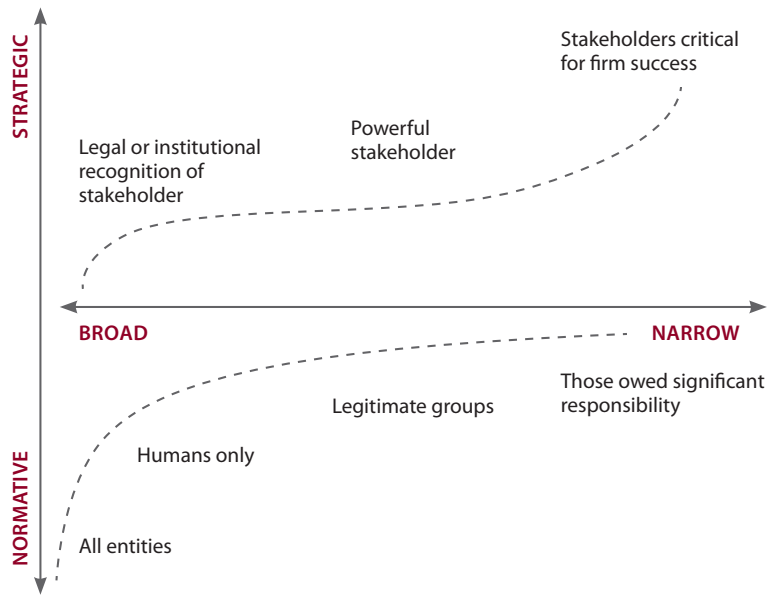 STRATEGIC
Stakeholders critical
for firm success
Powerful
stakeholder
Legal or institutional
recognition of
stakeholder
BROAD
NARROW
Those owed significant
responsibility
Legitimate groups
Humans only
NORMATIVE
All entities